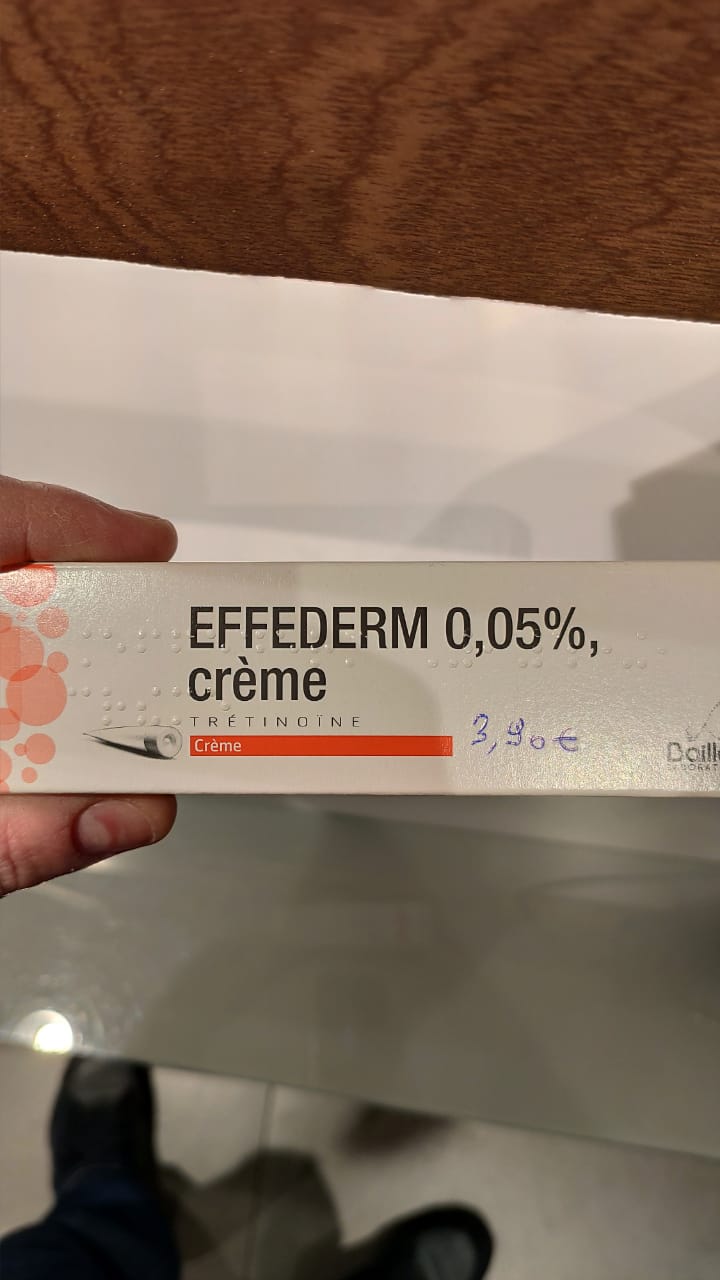 EFFEDERM 0,05%,
crème
TRÉTINOÏNE
Crème
3,90€